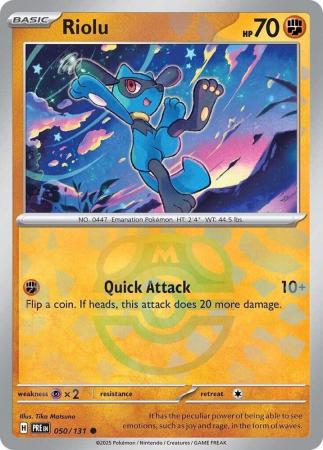 BASIC
Riolu
HP 70
NO. 0447 Emanation Pokémon HT: 2'4" WT: 44.5 lbs.
Quick Attack 10+
Flip a coin. If heads, this attack does 20 more damage.
weakness ×2 resistance retreat
Illus. Tika Matsuno
H PRE EN 050/131
It has the peculiar power of being able to see emotions, such as joy and rage, in the form of waves.
©2025 Pokémon / Nintendo / Creatures / GAME FREAK